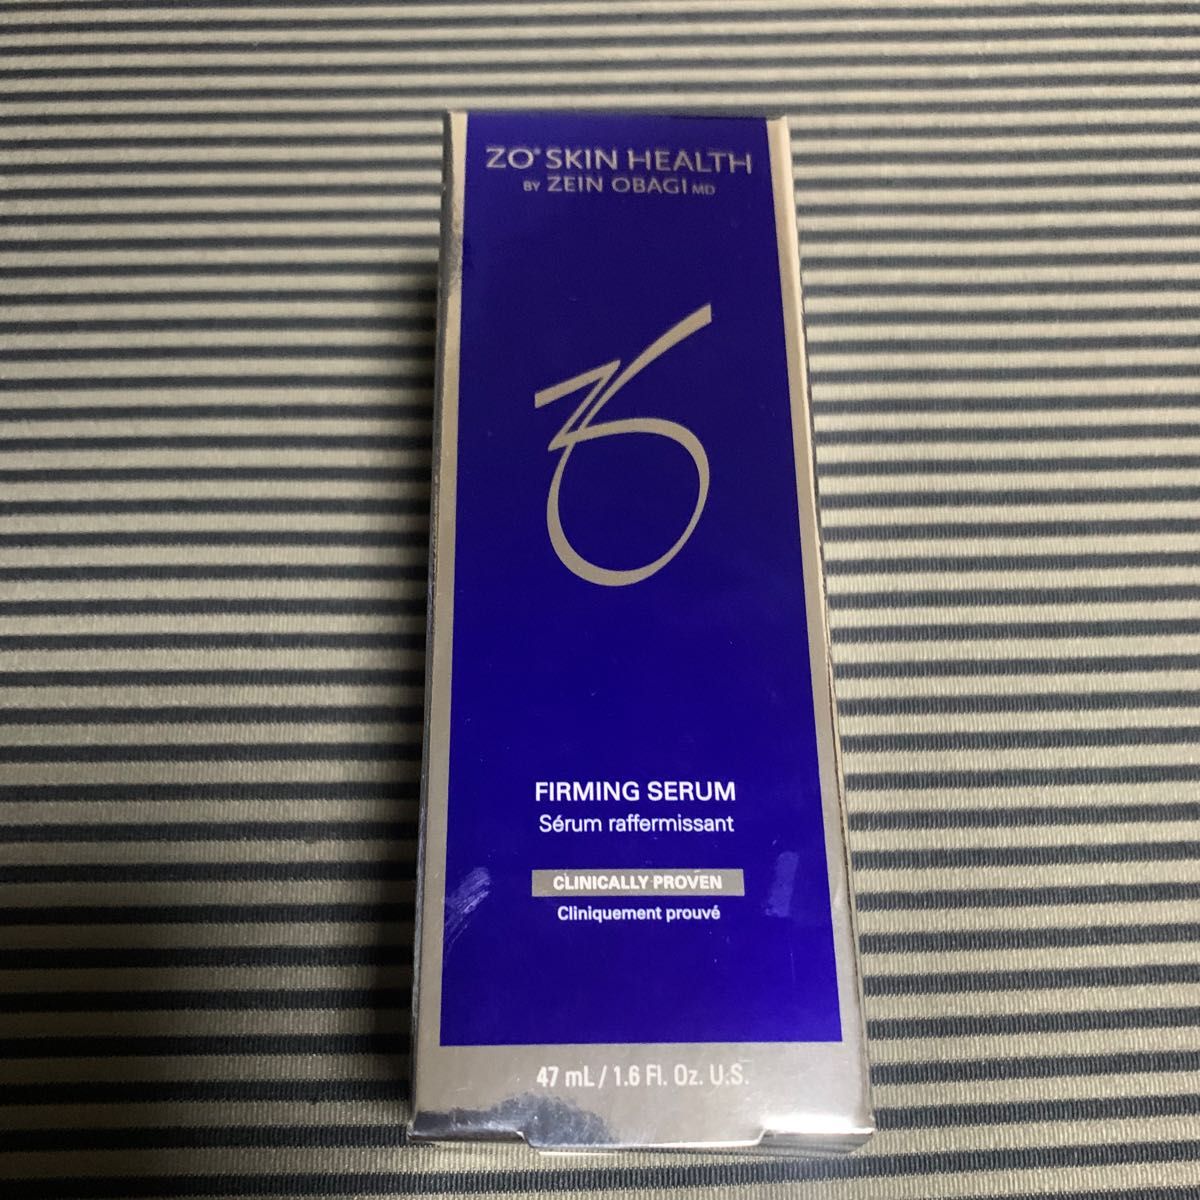 ZO® SKIN HEALTH
BY ZEIN OBAGI MD
ZO
FIRMING SERUM
Sérum raffermissant
CLINICALLY PROVEN
Cliniquement prouvé
47 mL / 1.6 Fl. Oz. U.S.